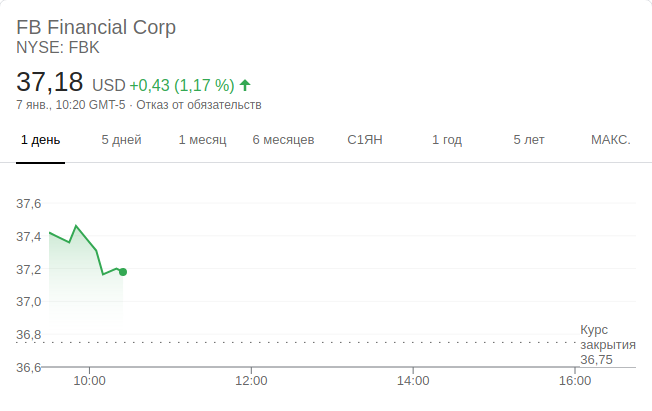 FB Financial Corp
NYSE: FBK
37,18 USD +0,43 (1,17 %)
7 янв., 10:20 GMT-5 · Отказ от обязательств
1 день 5 дней 1 месяц 6 месяцев С1ЯН 1 год 5 лет МАКС.
37,6
37,4
37,2
37,0
36,8
36,6
Курс
закрытия
36,75
10:00 12:00 14:00 16:00